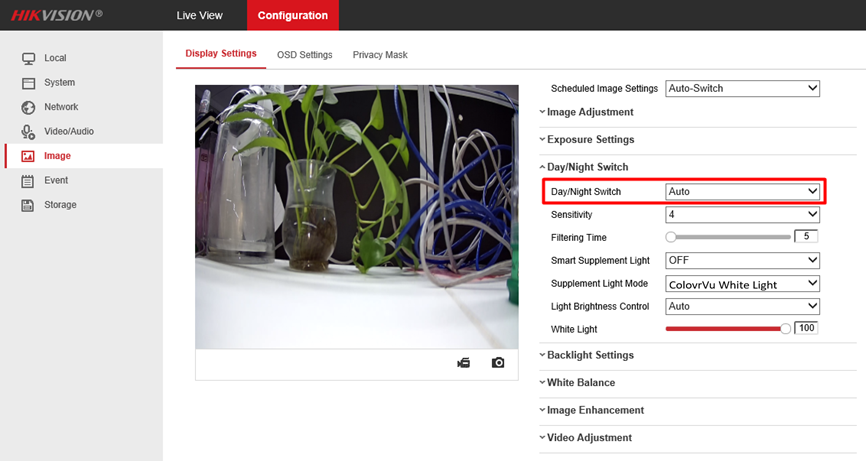 HIKVISION®
Live View
Configuration
Local
System
Network
Video/Audio
Image
Event
Storage
Display Settings
OSD Settings
Privacy Mask
Scheduled Image Settings Auto-Switch
Image Adjustment
Exposure Settings
Day/Night Switch
Day/Night Switch Auto
Sensitivity 4
Filtering Time 5
Smart Supplement Light OFF
Supplement Light Mode ColovrVu White Light
Light Brightness Control Auto
White Light 100
Backlight Settings
White Balance
Image Enhancement
Video Adjustment